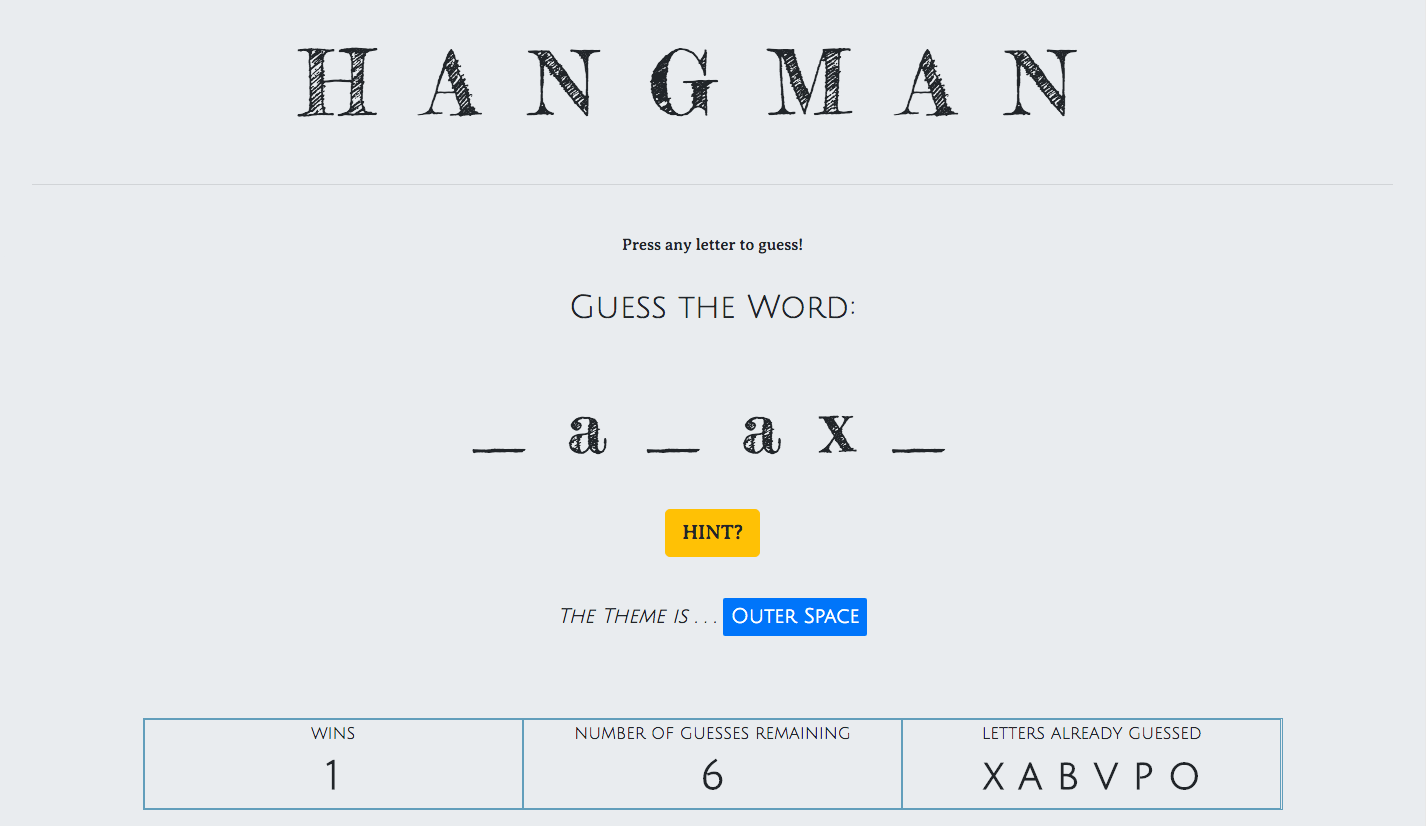 H A N G M A N
Press any letter to guess!
Guess the Word:
_ a _ a x _
HINT?
The Theme is . . . Outer Space
WINS
NUMBER OF GUESSES REMAINING
LETTERS ALREADY GUESSED
1
6
X A B V P O